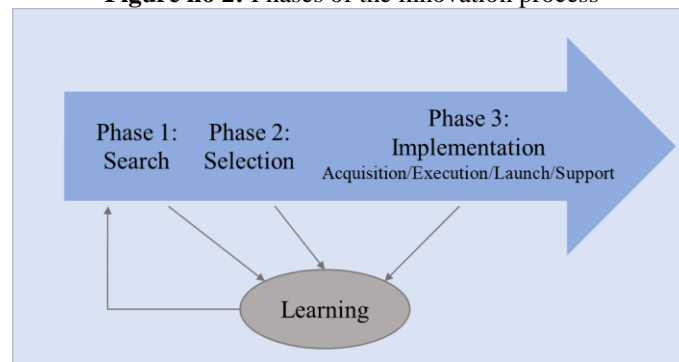 Figure no 2: Phases of the innovation process
Phase 1:
Search
Phase 2:
Selection
Phase 3:
Implementation
Acquisition/Execution/Launch/Support
Learning